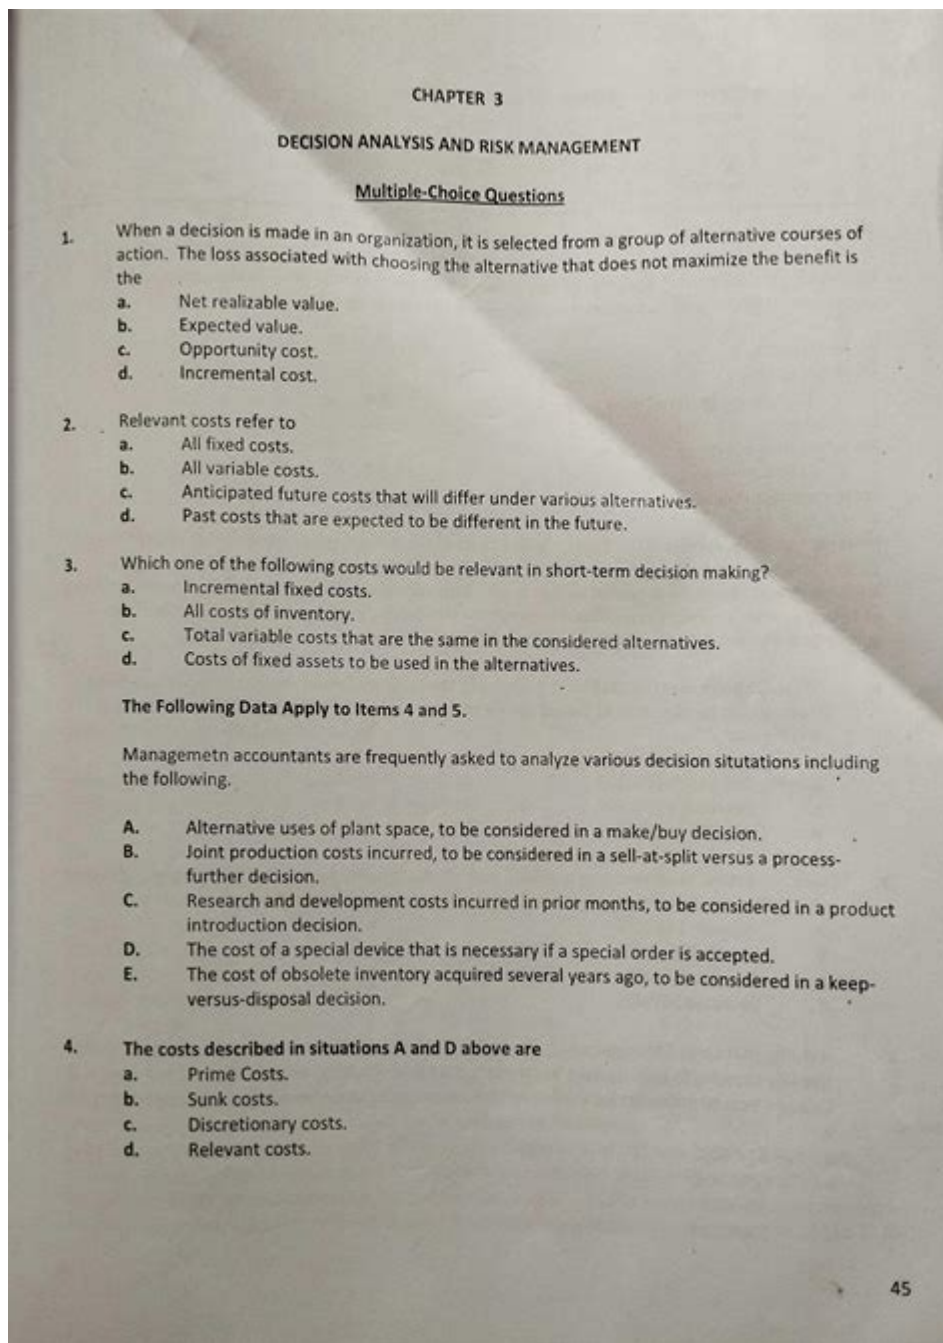 CHAPTER 3
DECISION ANALYSIS AND RISK MANAGEMENT
Multiple-Choice Questions
1. When a decision is made in an organization, it is selected from a group of alternative courses of
action. The loss associated with choosing the alternative that does not maximize the benefit is
the
a. Net realizable value.
b. Expected value.
c. Opportunity cost.
d. Incremental cost.
2. Relevant costs refer to
a. All fixed costs.
b. All variable costs.
c. Anticipated future costs that will differ under various alternatives.
d. Past costs that are expected to be different in the future.
3. Which one of the following costs would be relevant in short-term decision making?
a. Incremental fixed costs.
b. All costs of inventory.
c. Total variable costs that are the same in the considered alternatives.
d. Costs of fixed assets to be used in the alternatives.
The Following Data Apply to Items 4 and 5.
Managemetn accountants are frequently asked to analyze various decision situtations including
the following.
A. Alternative uses of plant space, to be considered in a make/buy decision.
B. Joint production costs incurred, to be considered in a sell-at-split versus a process-
further decision.
C. Research and development costs incurred in prior months, to be considered in a product
introduction decision.
D. The cost of a special device that is necessary if a special order is accepted.
E. The cost of obsolete inventory acquired several years ago, to be considered in a keep-
versus-disposal decision.
4. The costs described in situations A and D above are
a. Prime Costs.
b. Sunk costs.
c. Discretionary costs.
d. Relevant costs.
45